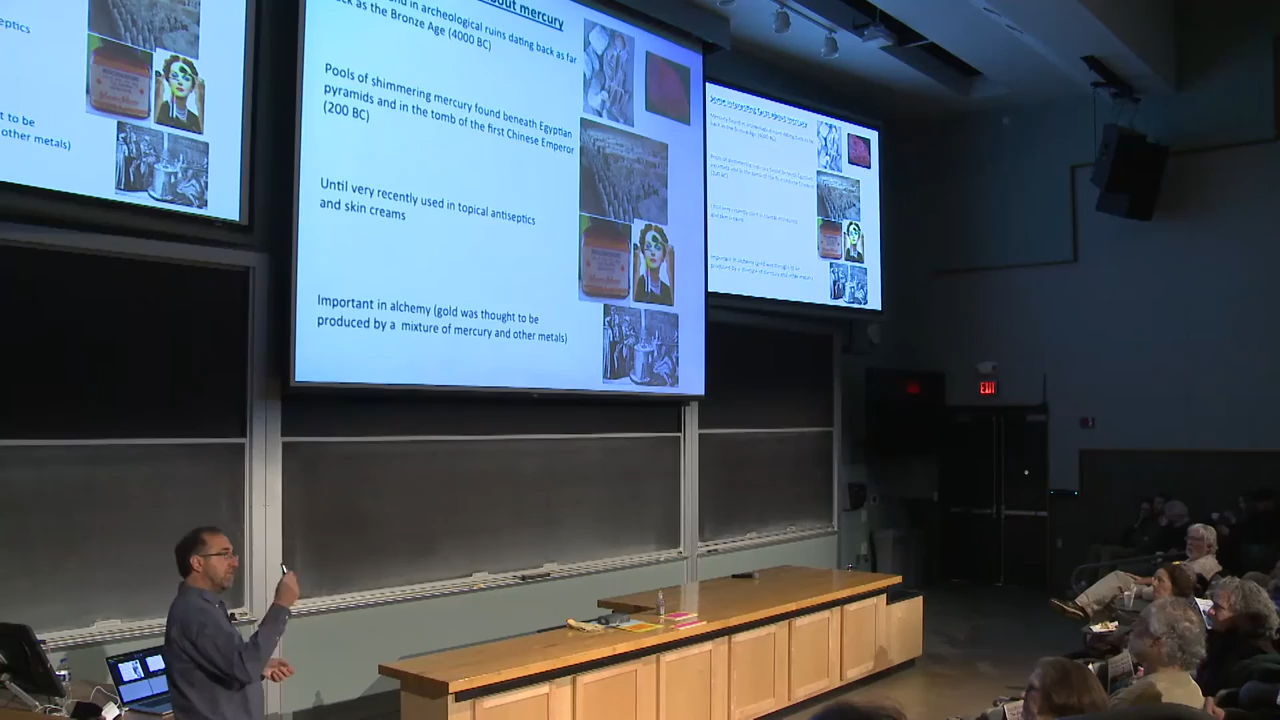 about mercury
in archeological ruins dating back as far
back as the Bronze Age (4000 BC)
Pools of shimmering mercury found beneath Egyptian
pyramids and in the tomb of the first Chinese Emperor
(200 BC)
Until very recently used in topical antiseptics
and skin creams
Important in alchemy (gold was thought to be
produced by a  mixture of mercury and other metals)
eptics
t to be
other metals)
EXIT